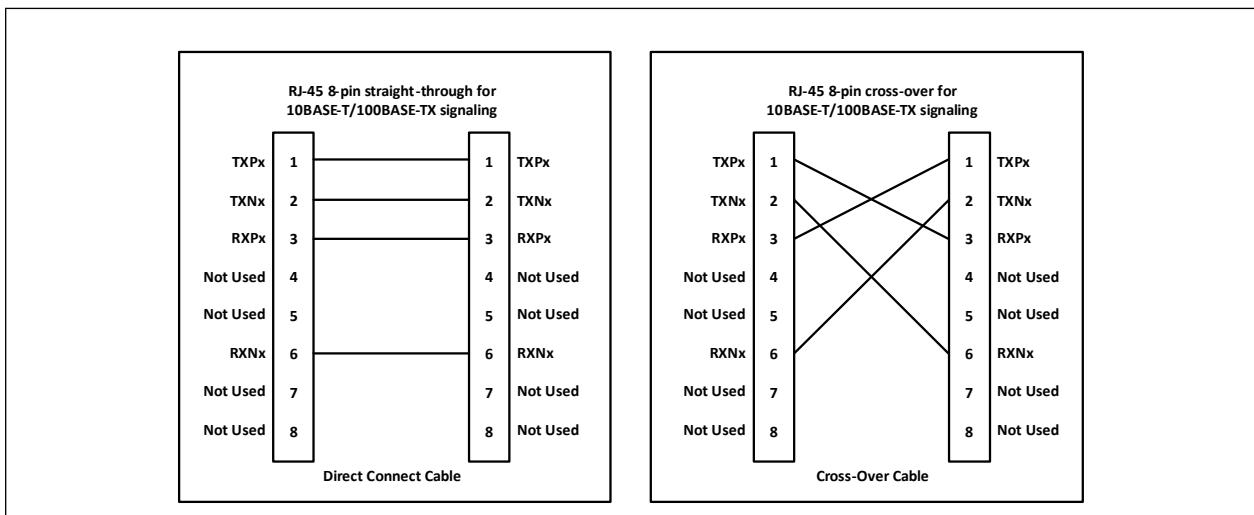 RJ-45 8-pin straight-through for
10BASE-T/100BASE-TX signaling
TXPx 1 1 TXPx
TXNx 2 2 TXNx
RXPx 3 3 RXPx
Not Used 4 4 Not Used
Not Used 5 5 Not Used
RXNx 6 6 RXNx
Not Used 7 7 Not Used
Not Used 8 8 Not Used
Direct Connect Cable
RJ-45 8-pin cross-over for
10BASE-T/100BASE-TX signaling
TXPx 1 1 TXPx
TXNx 2 2 TXNx
RXPx 3 3 RXPx
Not Used 4 4 Not Used
Not Used 5 5 Not Used
RXNx 6 6 RXNx
Not Used 7 7 Not Used
Not Used 8 8 Not Used
Cross-Over Cable